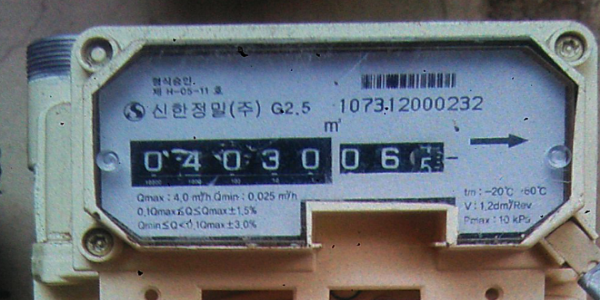 형식승인.
제 H-05-11 호
신한정밀(주) G2.5 107312000232
m³
0 4 0 3 0 0 6 5
Qmax : 4,0 m³/h Qmin : 0,025 m³/h
0,1Qmax≤Q≤Qmax±1.5%
Qmin≤Q<0,1Qmax±3.0%
tm : -20℃ +60℃
V : 1,2dm³/Rev
Pmax : 10 kPa